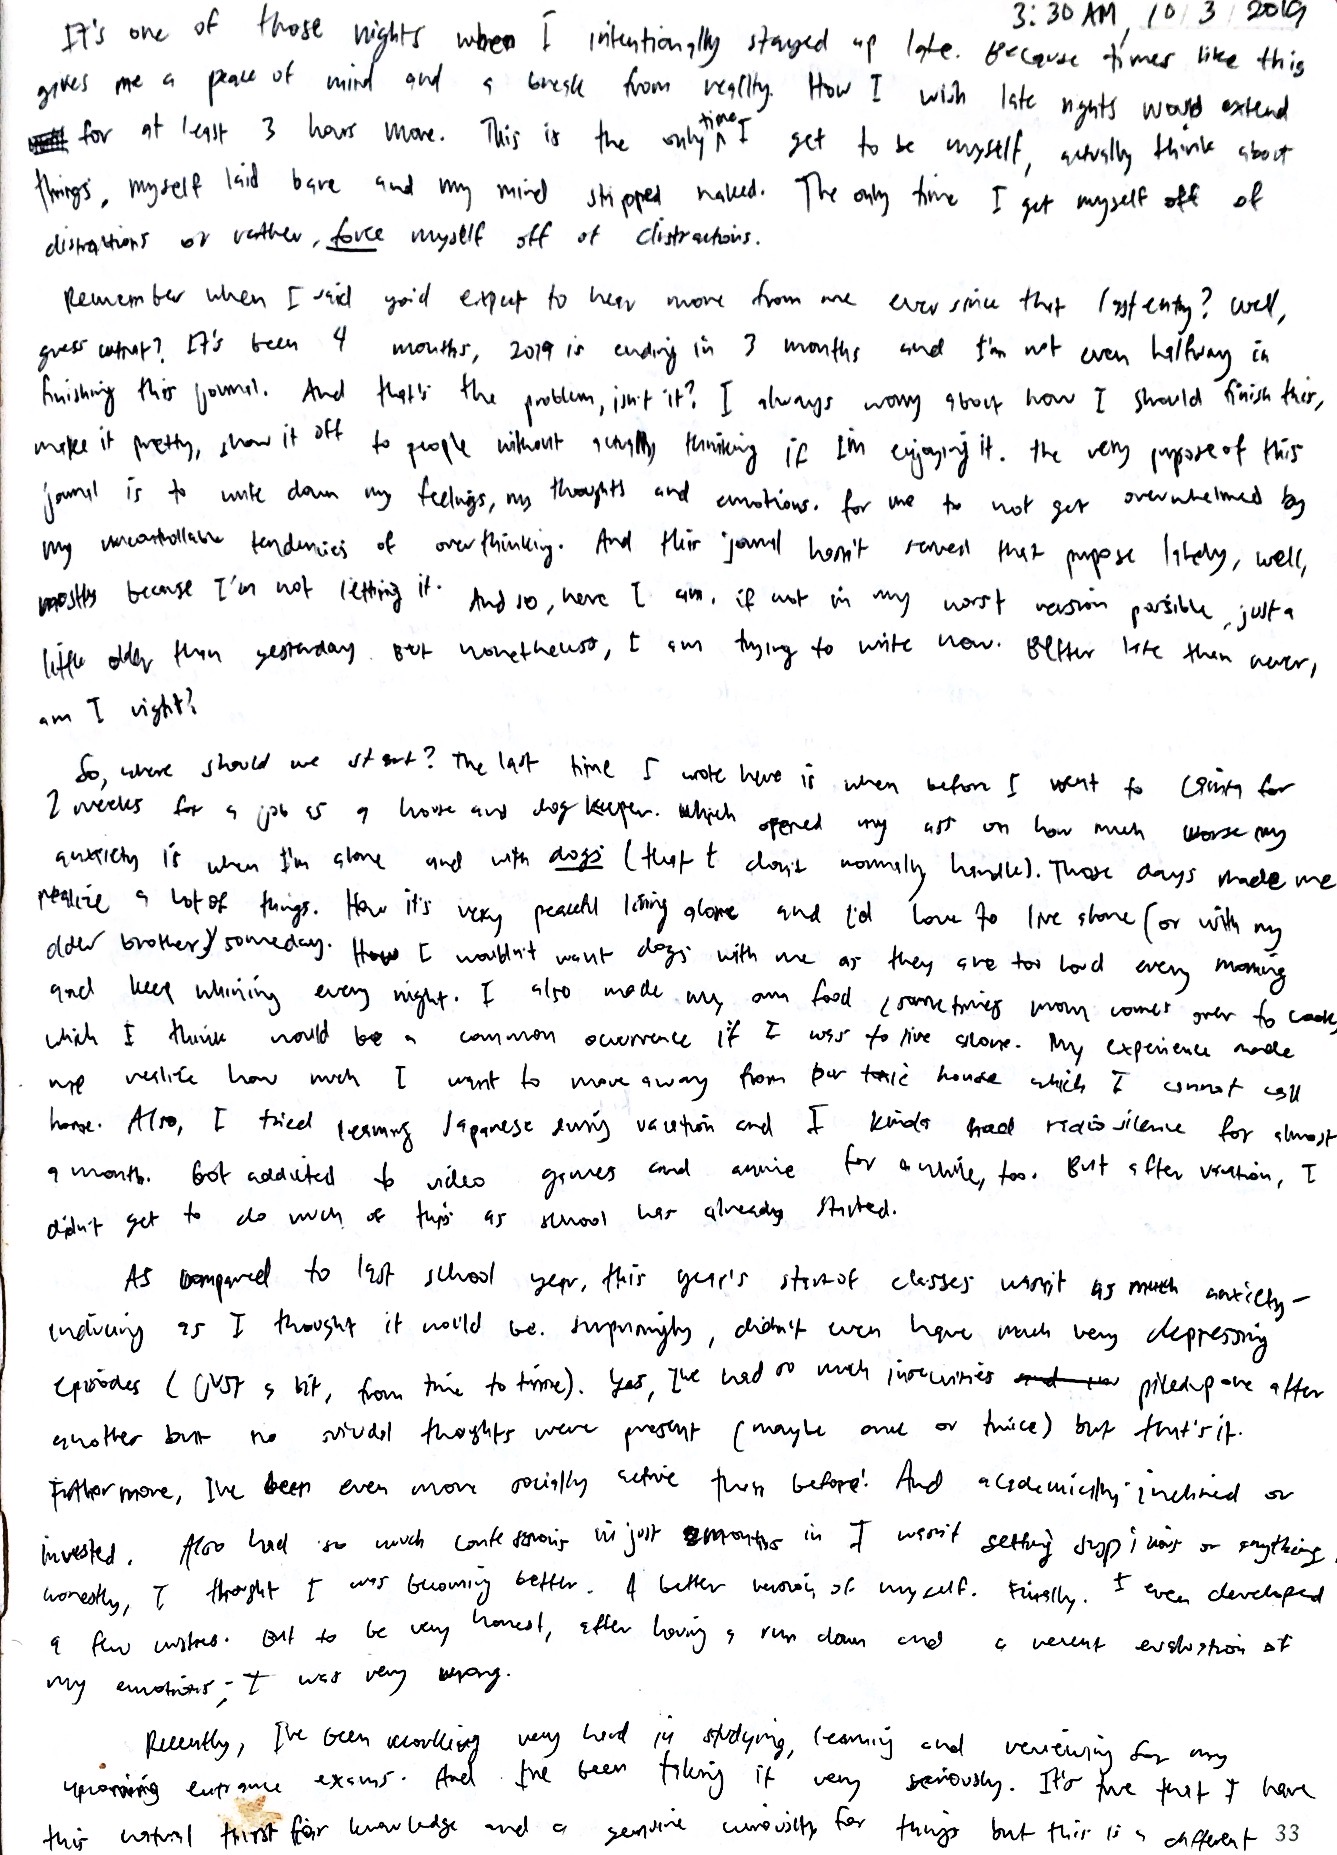 3:30 AM, 10/3/2019
It's one of those nights when I intentionally stayed up late. Because times like this
gives me a peace of mind and a break from reality. How I wish late nights would extend
for at least 3 hours more. This is the only time I get to be myself, actually think about
things, myself laid bare and my mind stripped naked. The only time I get myself off of
distractions or rather, force myself off of distractions.
Remember when I said you'd expect to hear more from me ever since that last entry? Well,
guess what? It's been 4 months, 2019 is ending in 3 months and I'm not even halfway in
finishing this journal. And that's the problem, isn't it? I always worry about how I should finish this,
make it pretty, show it off to people without actually thinking if I'm enjoying it. The very purpose of this
journal is to write down my feelings, my thoughts and emotions. For me to not get overwhelmed by
my uncontrollable tendencies of overthinking. And this journal hasn't served that purpose lately, well,
mostly because I'm not letting it. And so, here I am, if not in my worst version possible, just a
little older than yesterday. But nonetheless, I am trying to write now. Better late than never,
am I right?
So, where should we start? The last time I wrote here is when before I went to for
2 weeks for a job as a house and dog keeper. Which opened my ass on how much worse my
anxiety is when I'm alone and with dogs (that I don't normally handle). Those days made me
realize a lot of things. How it's very peaceful living alone and I'd love to live alone (or with my
older brother) someday. How I wouldn't want dogs with me as they are too loud every morning
and keep whining every night. I also made my own food (sometimes mom comes over to cook)
which I think would be a common ocurrence if I was to live alone. My experience made
me realize how much I want to move away from our house which I cannot call
home. Also, I tried learning Japanese during vacation and I kinda had radio silence for almost
a month. Got addicted to video games and anime for a while, too. But after vacation, I
didn't get to do much of this as school has already started.
As compared to last school year, this year's start of classes wasn't as much anxiety-
inducing as I thought it would be. Surprisingly, didn't even have much very depressing
episodes (just a bit, from time to time). Yes, I've had so much insecurities piled up one after
another but no suicidal thoughts were present (maybe once or twice) but that's it.
Furthermore, I've been even more socially active than before. And academically inclined or
invested. Also had so much confessions in just 2 months in I wasn't getting suspicious or anything.
Honestly, I thought I was becoming better. A better version of myself. Finally. I even developed
a few crushes. But to be very honest, after having a run down and a recent evaluation of
my emotions; I was very wrong.
Recently, I've been working very hard in studying, learning and reviewing for my
upcoming entrance exams. And I've been taking it very seriously. It's true that I have
this natural thirst for knowledge and a genuine curiosity for things but this is a different
33